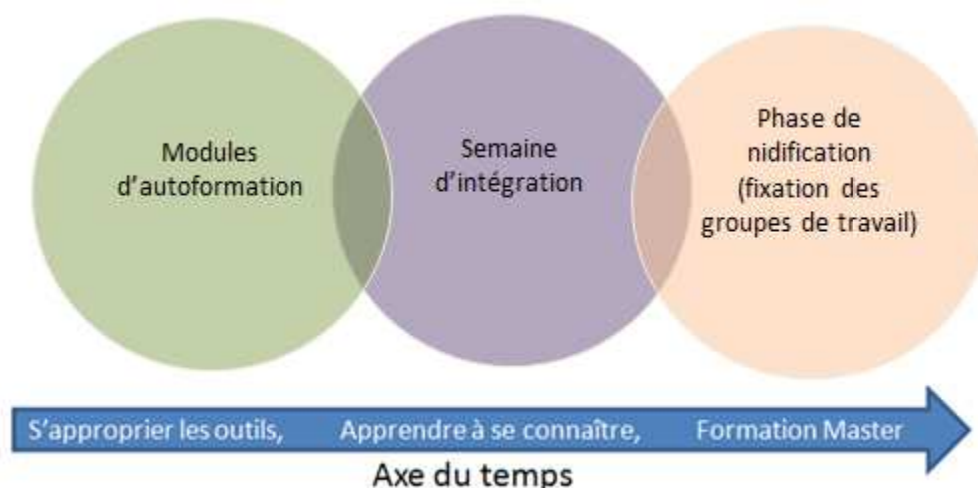 Modules
d'autoformation
Semaine
d'intégration
Phase de
nidification
(fixation des
groupes de travail)
S'approprier les outils,
Apprendre à se connaître,
Formation Master
Axe du temps